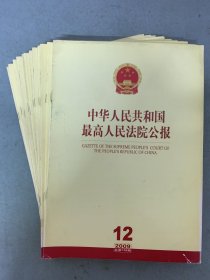 中华人民共和国
最高人民法院公报
GAZETTE OF THE SUPREME PEOPLE'S COURT OF
THE PEOPLE'S REPUBLIC OF CHINA
12
2009